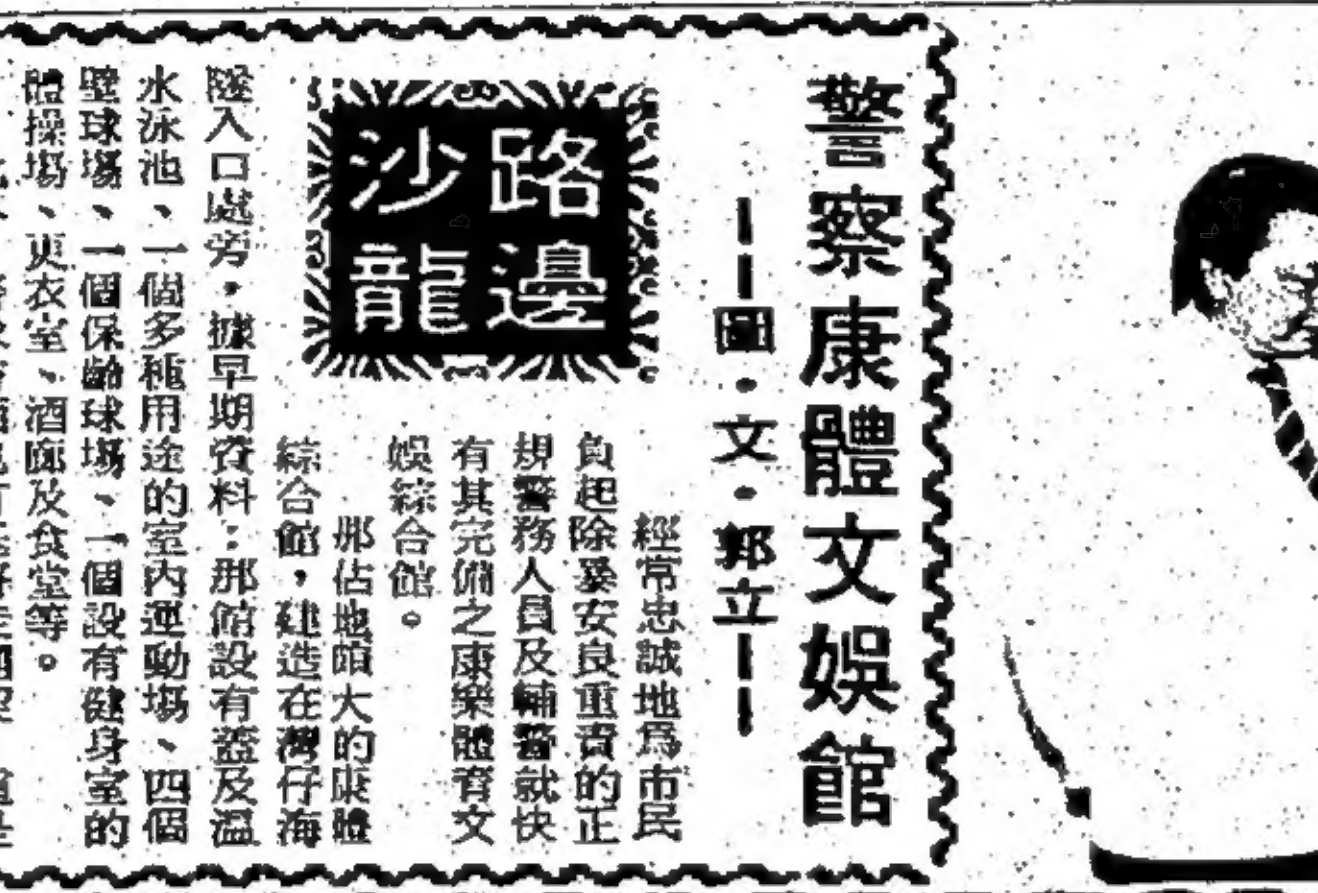 警察康體文娛館
——圖·文·郭立——
路邊
沙龍
經常忠誠地爲市民
負起除暴安良重責的正
規警務人員及輔警就快
有其完備之康樂體育文
娛綜合館。
那佔地頗大的康體
綜合館，建造在灣仔海
隧入口處旁，據早期資料：那館設有蓋及溫
水泳池、一個多種用途的室內運動場、四個
壁球場、一個保齡球場、一個設有健身室的
體操場、更衣室、酒廊及食堂等。